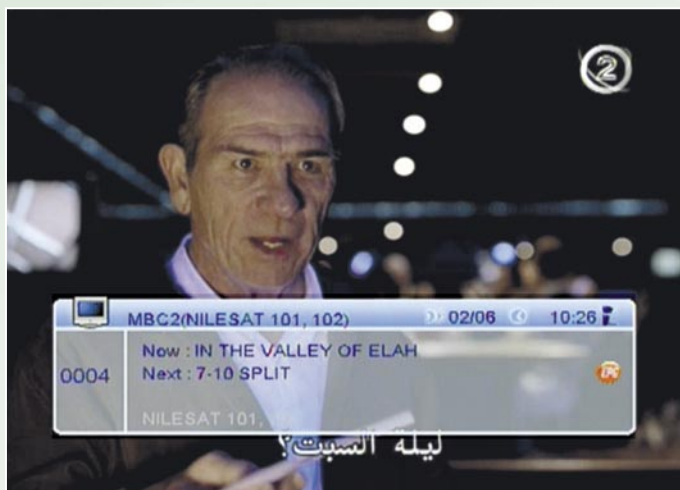 2
MBC2(NILESAT 101, 102) 02/06 10:26
0004
Now : IN THE VALLEY OF ELAH
Next : 7-10 SPLIT
EPG
NILESAT 101,
ليلة السبت؟